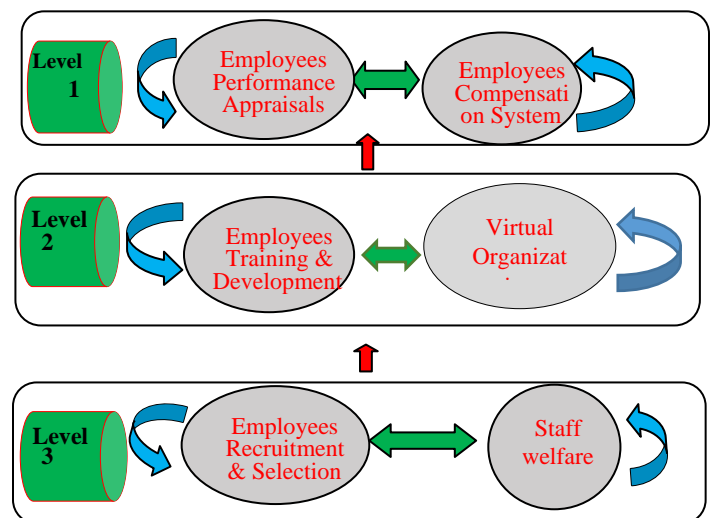 Level
1
Employees
Performance
Appraisals
Employees
Compensati
on System
Level
2
Employees
Training &
Development
Virtual
Organizat
Level
3
Employees
Recruitment
& Selection
Staff
welfare